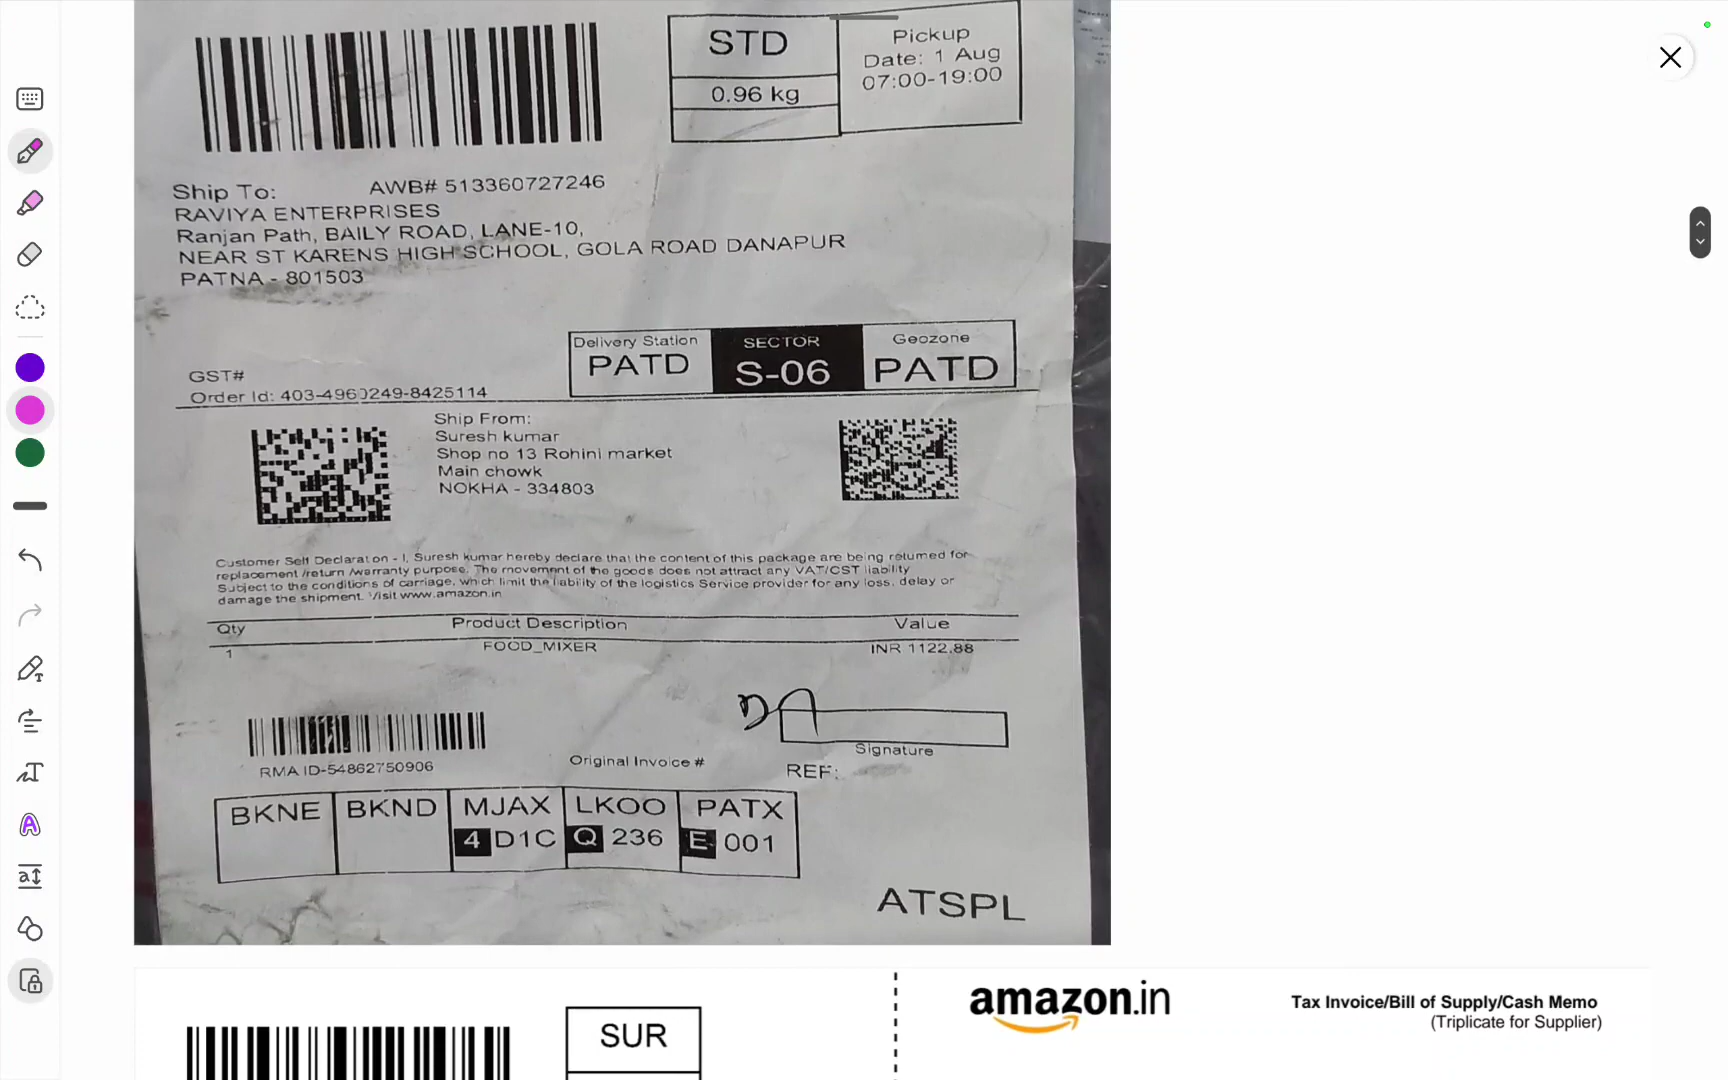 STD
0.96 kg
Pickup
Date: 1 Aug
07:00-19:00
Ship To:
AWB# 513360727246
RAVIYA ENTERPRISES
Ranjan Path, BAILY ROAD, LANE-10,
NEAR ST KARENS HIGH SCHOOL, GOLA ROAD DANAPUR
PATNA - 801503
Delivery Station
PATD
SECTOR
S-06
Geozone
PATD
GST#
Order Id: 403-4960249-8425114
Ship From:
Suresh kumar
Shop no 13 Rohini market
Main chowk
NOKHA - 334803
Customer Self Declaration - I, Suresh kumar hereby declare that the content of this package are being returned for
replacement /return /warranty purpose. The movement of the goods does not attract any VAT/CST liability
Subject to the conditions of carriage, which limit the liability of the logistics Service provider for any loss, delay or
damage the shipment. Visit www.amazon.in
Qty Product Description Value
1 FOOD_MIXER INR 1122.88
DA
Signature
RMA ID-54862750906
Original Invoice #
REF:
BKNE BKND MJAX LKOO PATX
4 D1C Q 236 E 001
ATSPL
SUR
amazon.in
Tax Invoice/Bill of Supply/Cash Memo
(Triplicate for Supplier)